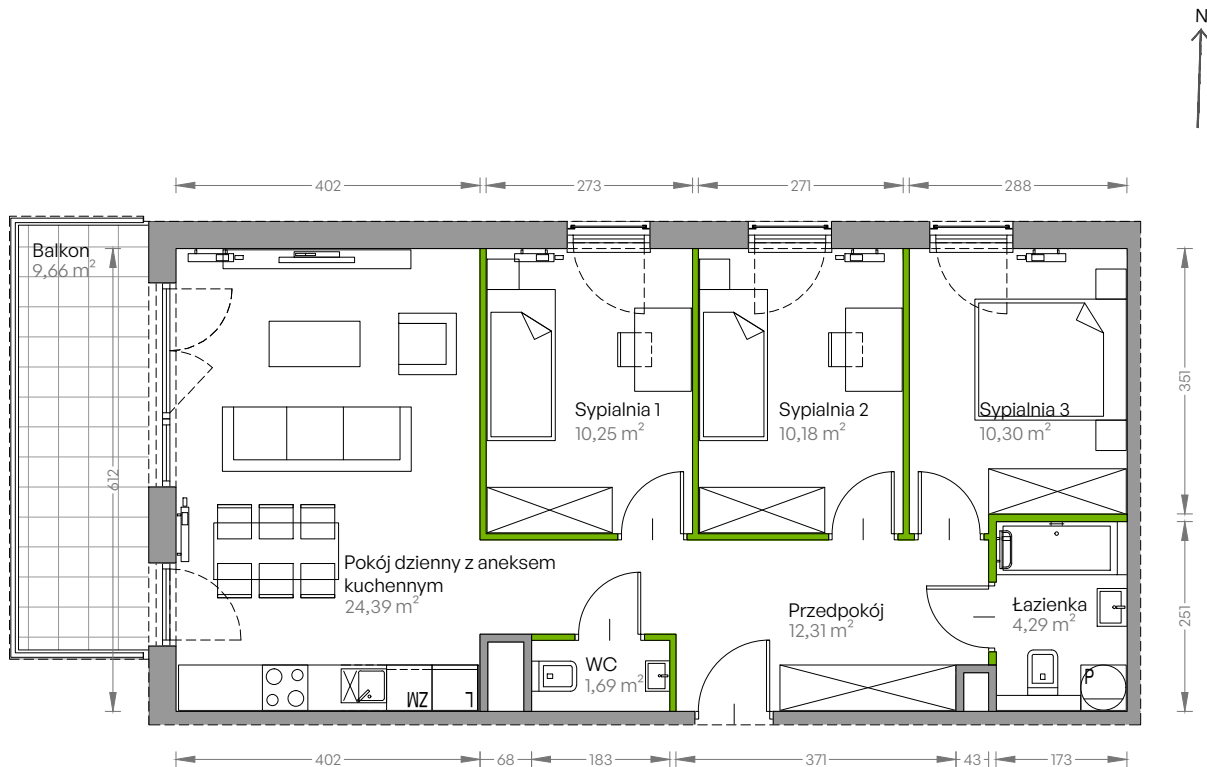 N
402
273
271
288
Balkon
9,66 m²
612
351
Sypialnia 1
10,25 m²
Sypialnia 2
10,18 m²
Sypialnia 3
10,30 m²
Pokój dzienny z aneksem
kuchennym
24,39 m²
Przedpokój
12,31 m²
Łazienka
4,29 m²
251
WC
1,69 m²
ZM
L
P
402
68
183
371
43
173